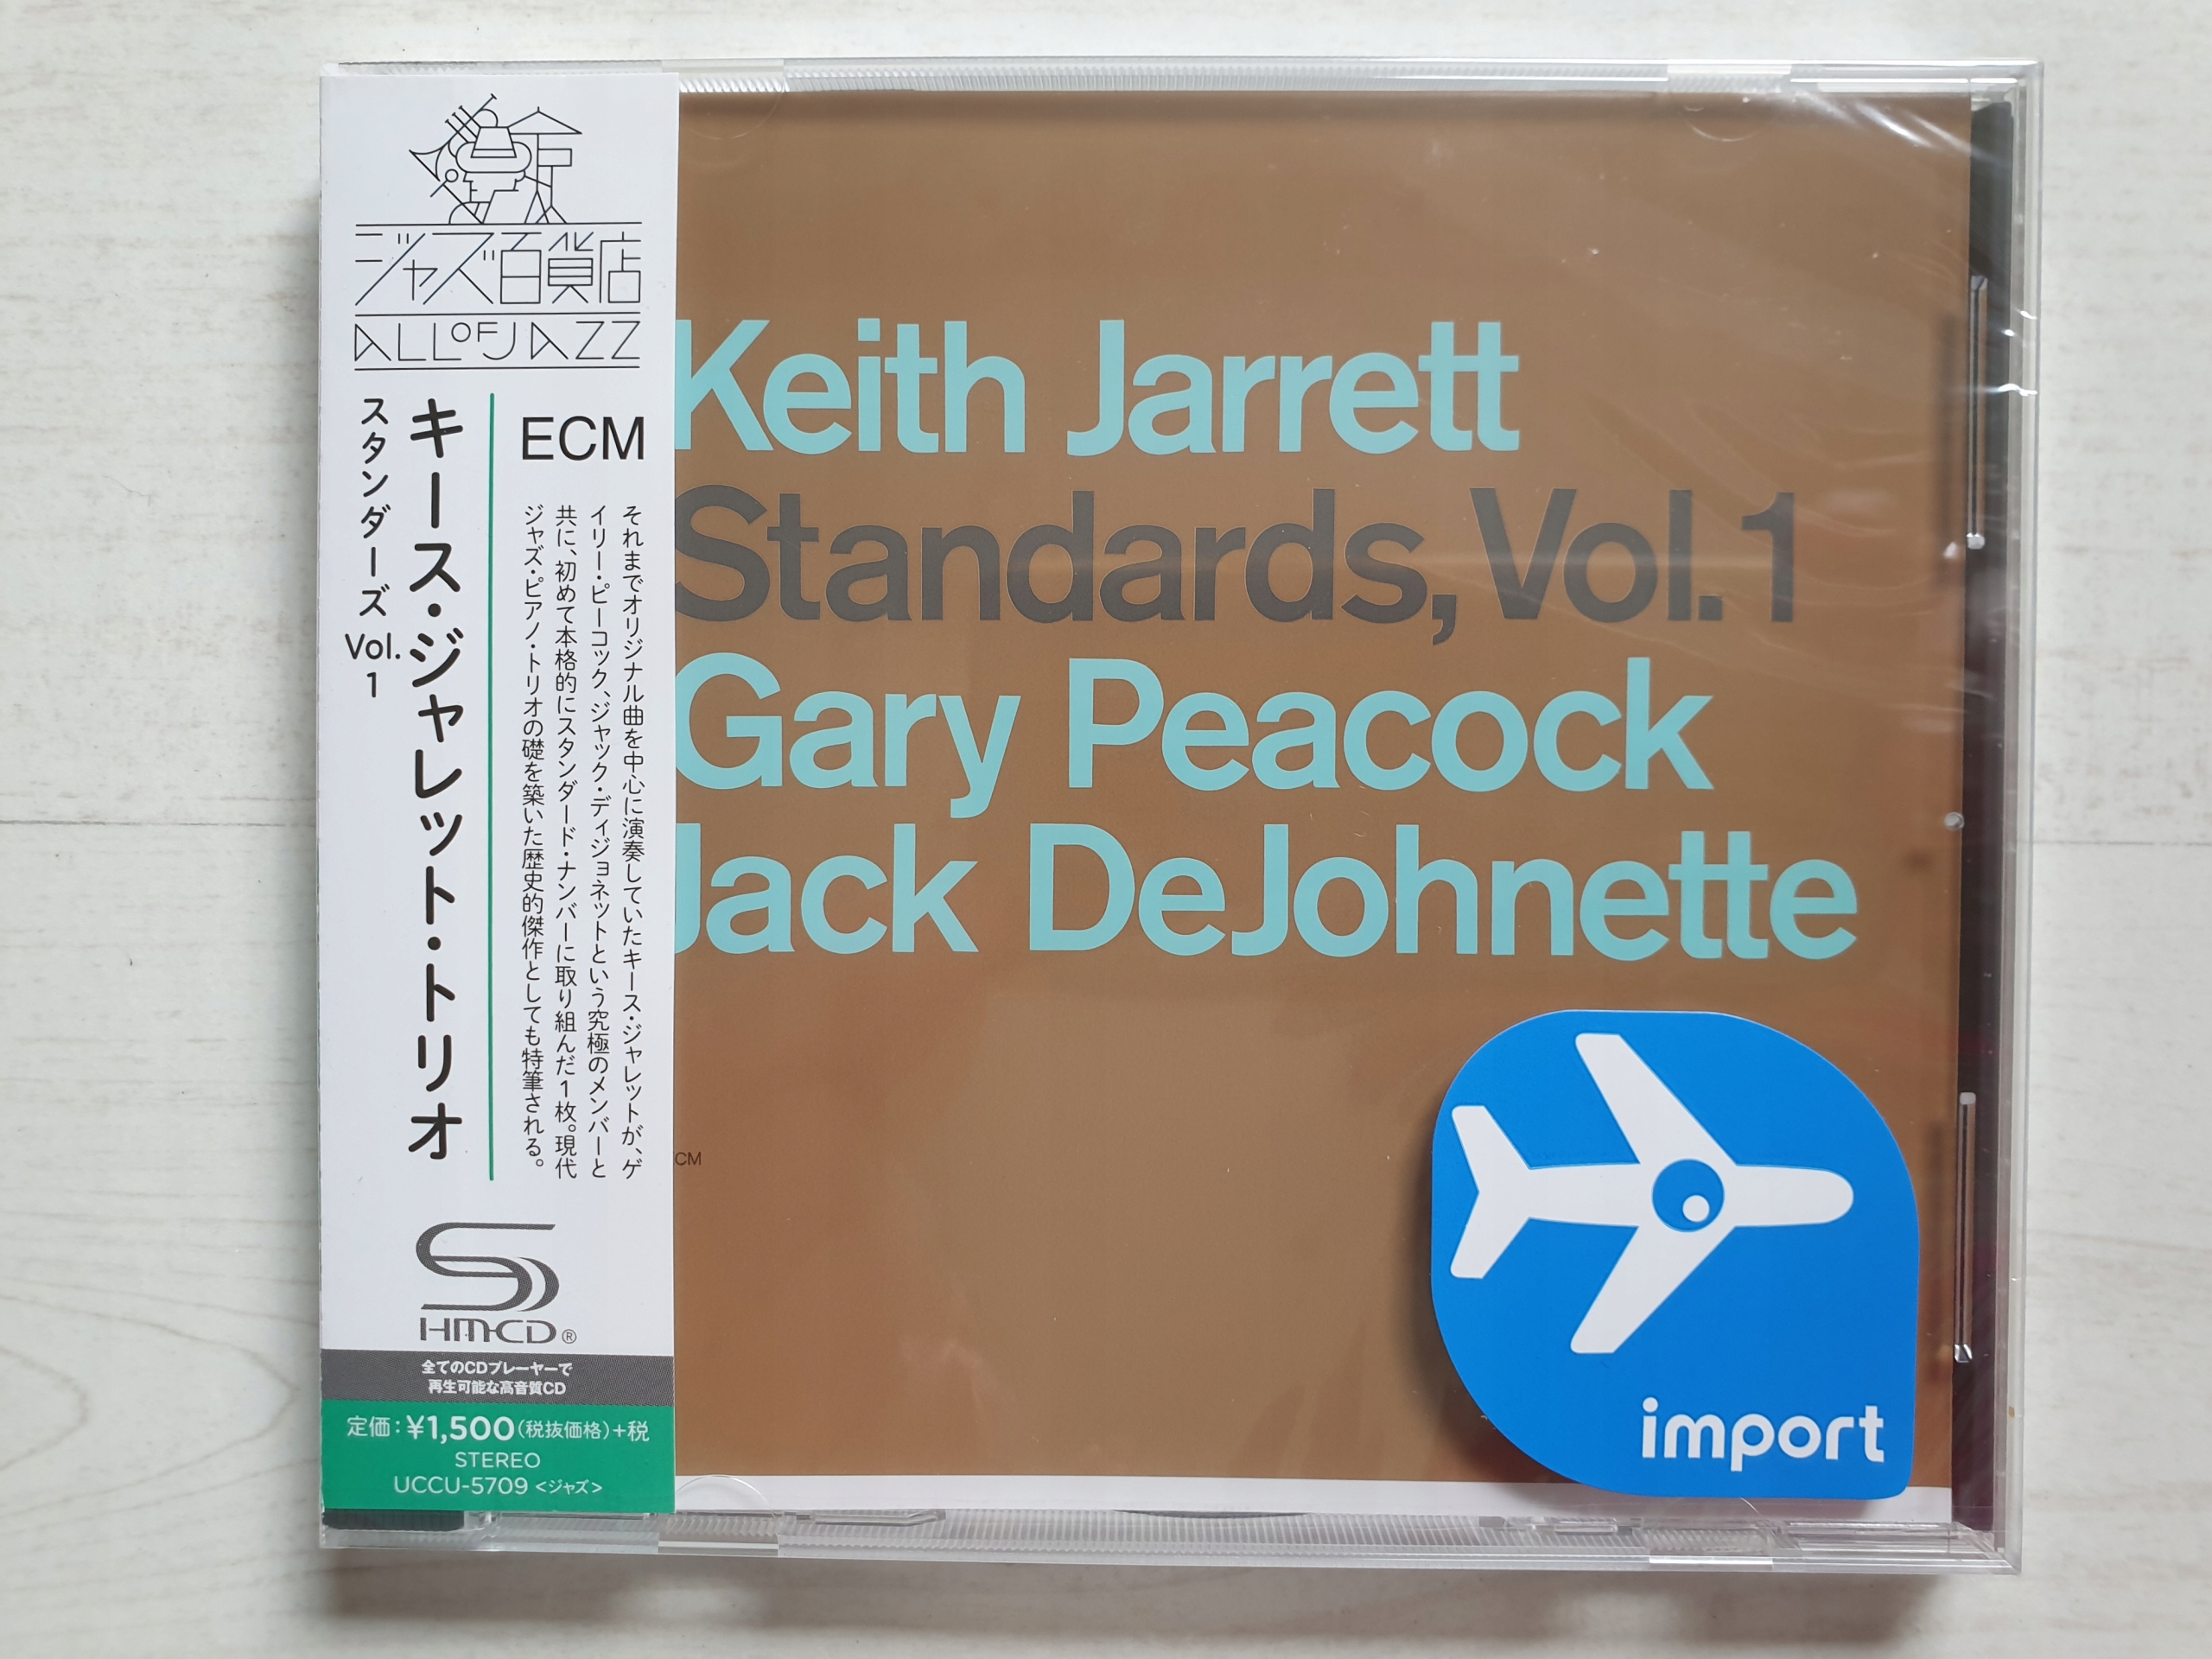 ジャズ百貨店
ALL OF JAZZ
ECM
それまでオリジナル曲を中心に演奏していたキース・ジャレットが、ゲ
イリー・ピーコック、ジャック・ディジョネットという究極のメンバーと
共に、初めて本格的にスタンダード・ナンバーに取り組んだ1枚。現代
ジャズ・ピアノ・トリオの礎を築いた歴史的傑作としても特筆される。
キース・ジャレット・トリオ
スタンダーズ Vol. 1
HM-CD®
全てのCDプレーヤーで
再生可能な高音質CD
定価:¥1,500(税抜価格)+税
STEREO
UCCU-5709 <ジャズ>
Keith Jarrett
Standards, Vol. 1
Gary Peacock
Jack DeJohnette
CM
import